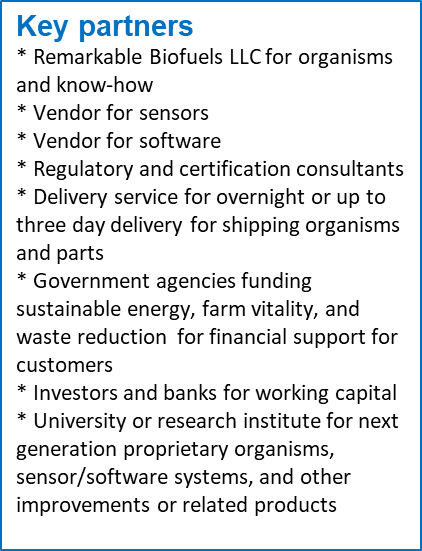 Key partners
* Remarkable Biofuels LLC for organisms
and know-how
* Vendor for sensors
* Vendor for software
* Regulatory and certification consultants
* Delivery service for overnight or up to
three day delivery for shipping organisms
and parts
* Government agencies funding
sustainable energy, farm vitality, and
waste reduction for financial support for
customers
* Investors and banks for working capital
* University or research institute for next
generation proprietary organisms,
sensor/software systems, and other
improvements or related products